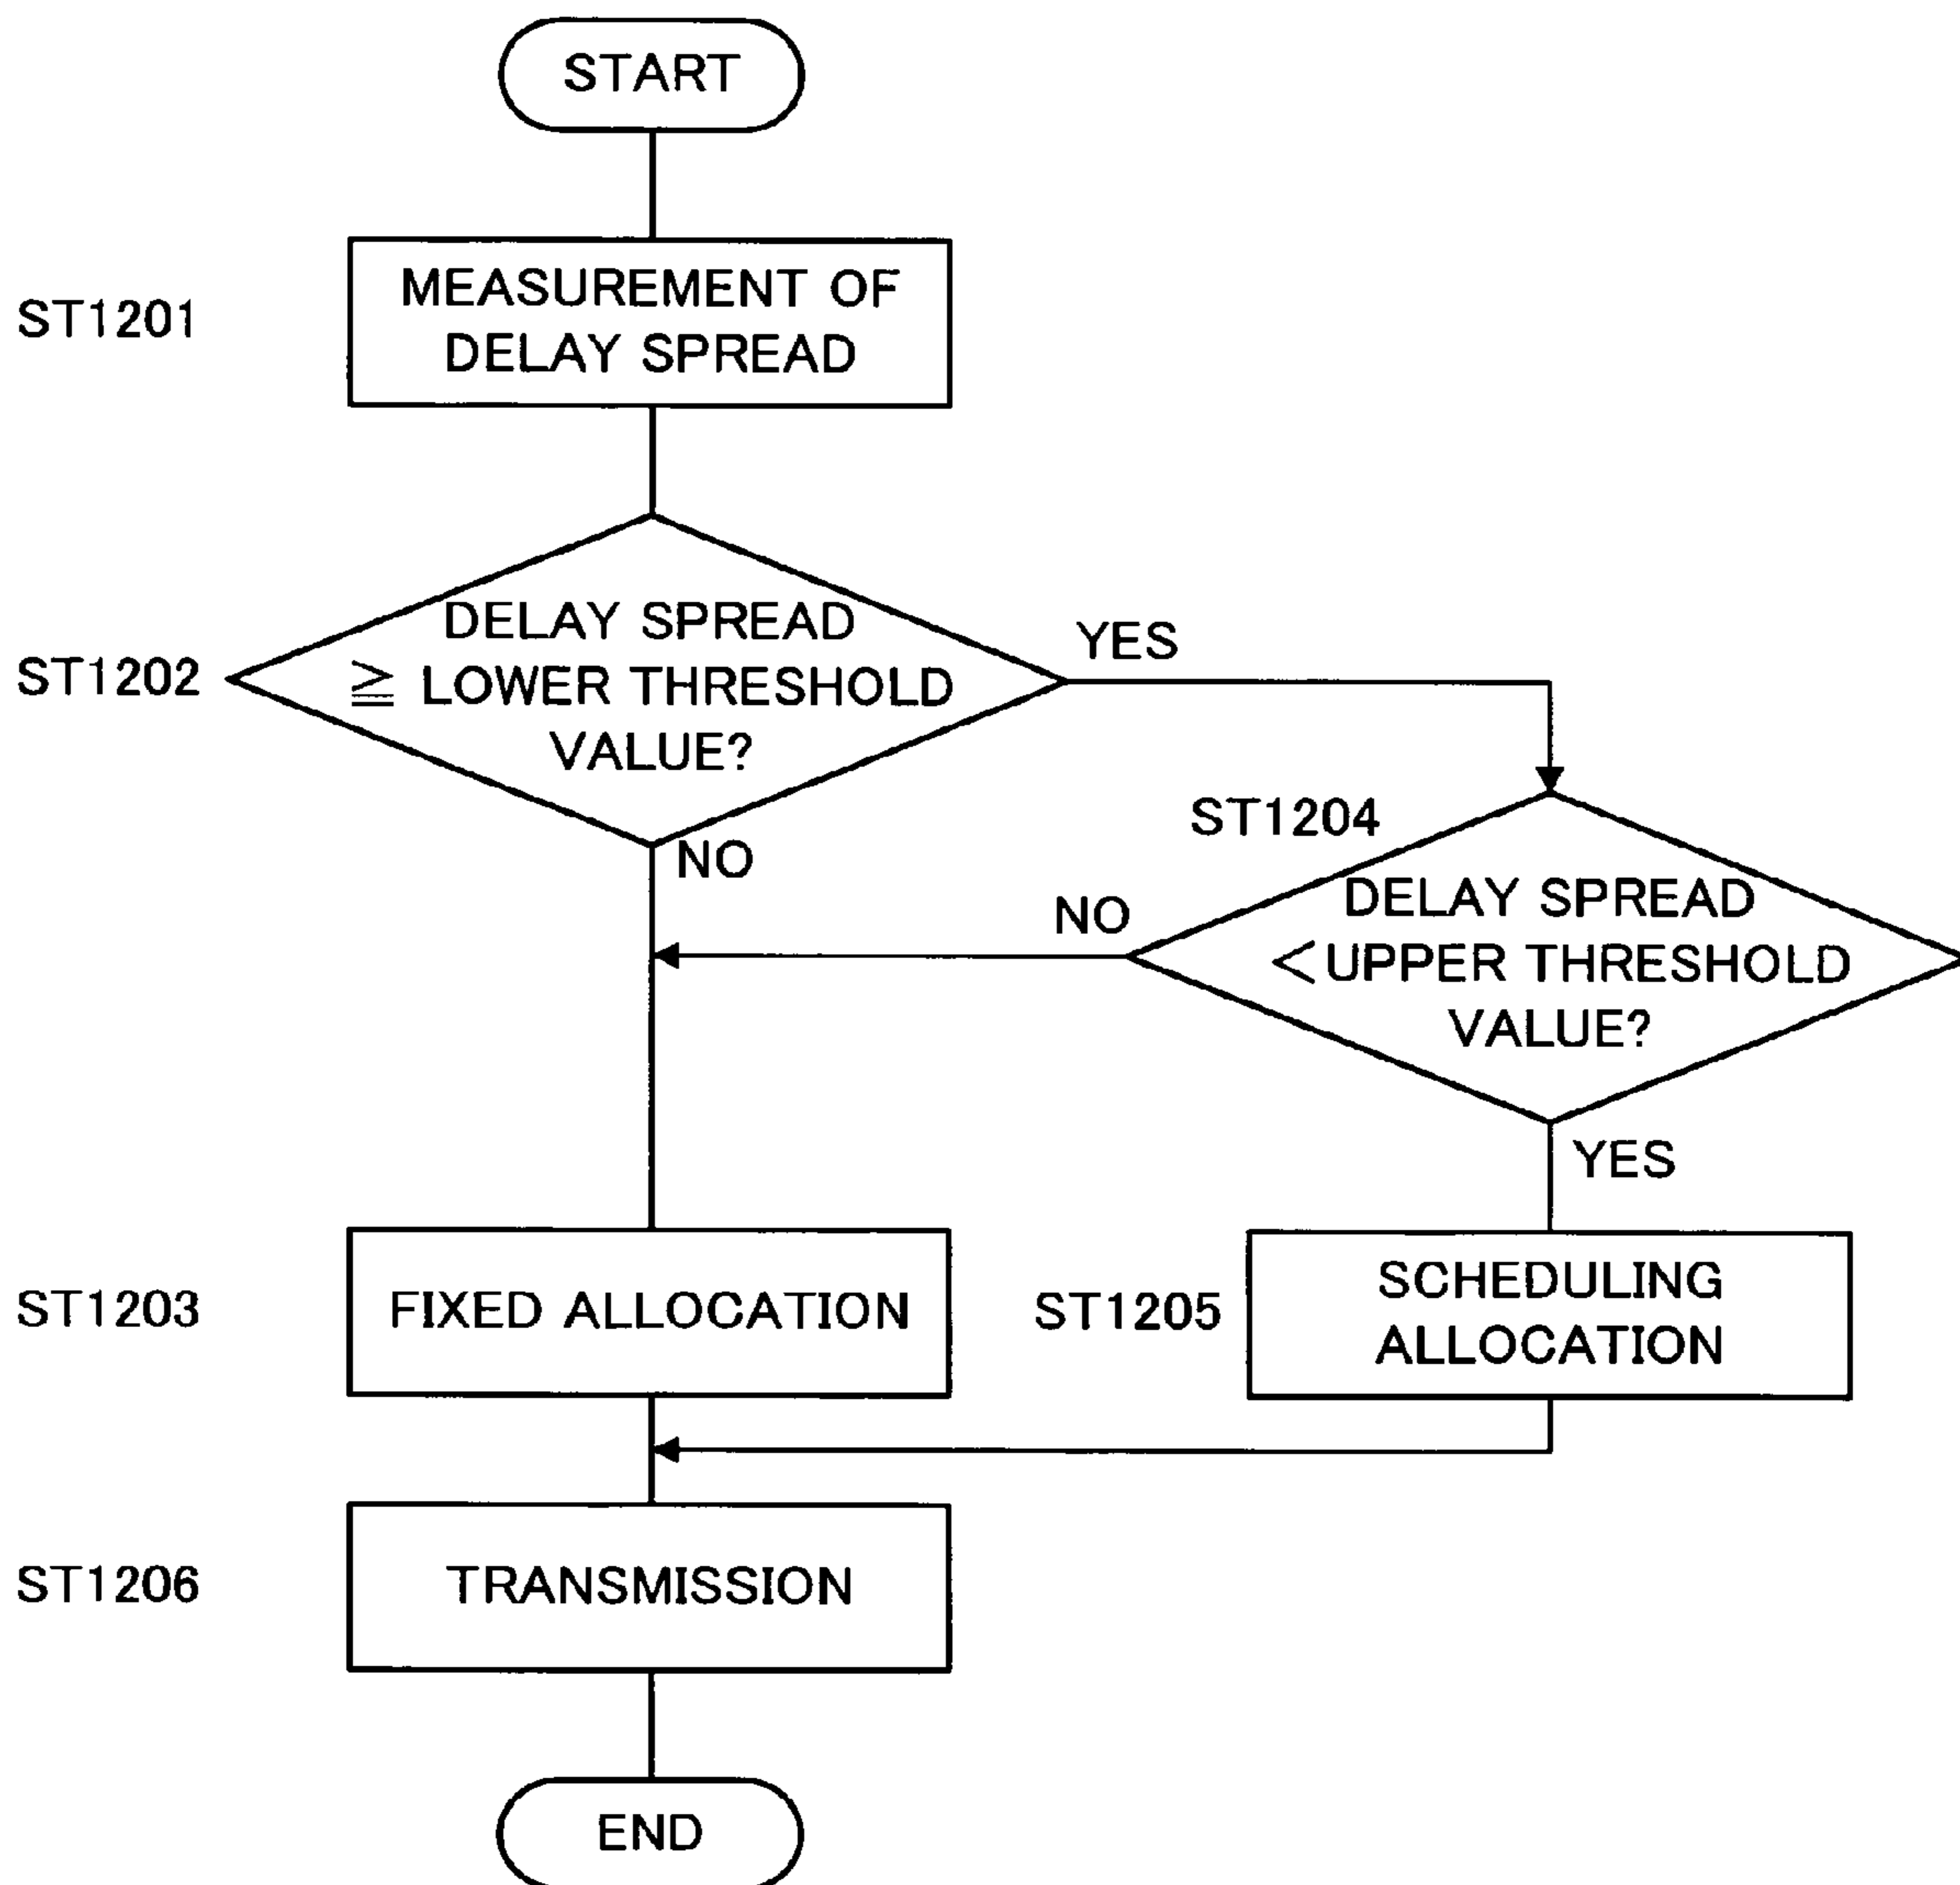 START
ST1201
MEASUREMENT OF
DELAY SPREAD
ST1202
DELAY SPREAD
≧ LOWER THRESHOLD
VALUE?
YES
NO
ST1204
DELAY SPREAD
<UPPER THRESHOLD
VALUE?
NO
YES
ST1203
FIXED ALLOCATION
ST1205
SCHEDULING
ALLOCATION
ST1206
TRANSMISSION
END